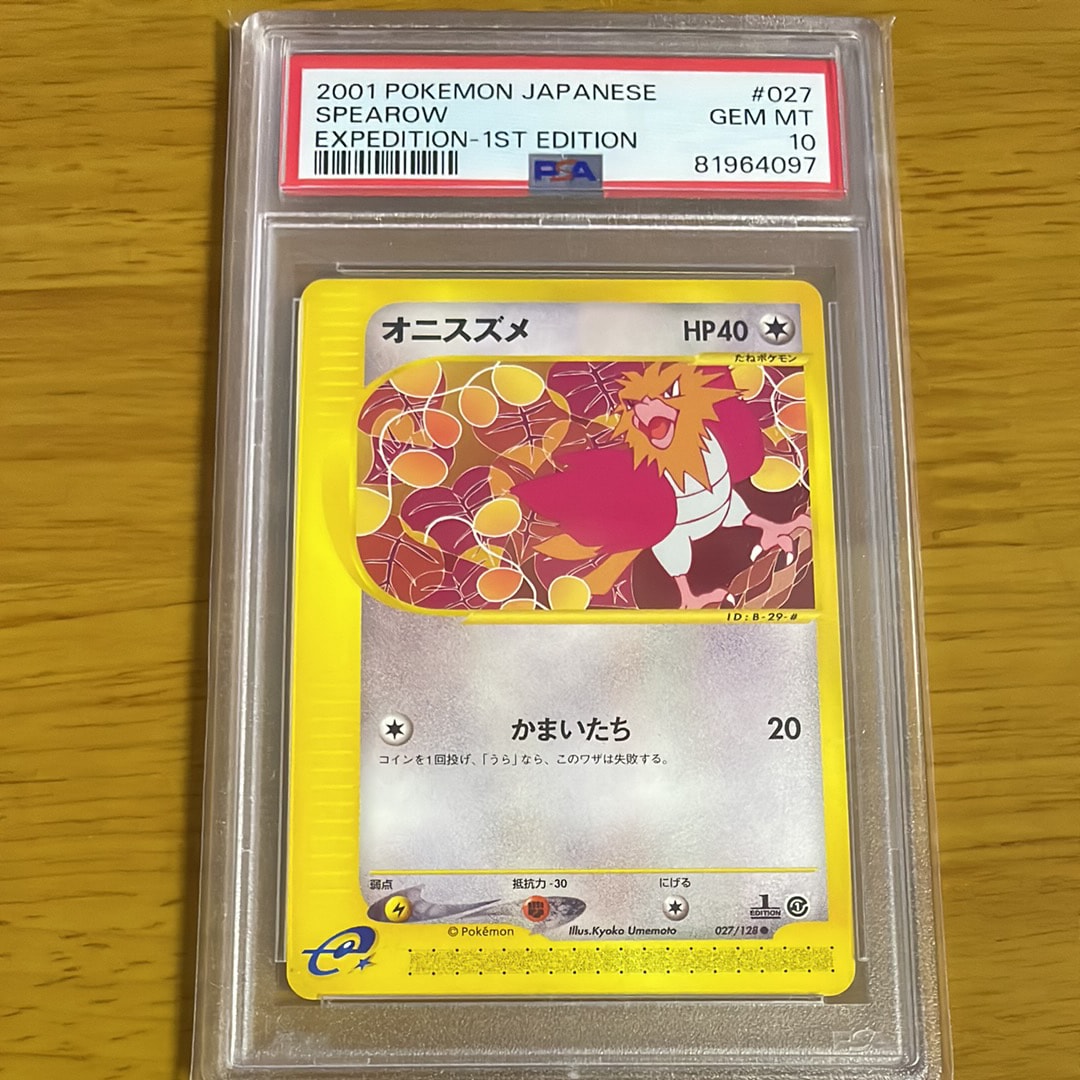 2001 POKEMON JAPANESE #027
SPEAROW GEM MT
EXPEDITION-1ST EDITION 10
PSA 81964097
オニスズメ HP40
たねポケモン
ID:B-29-#
かまいたち 20
コインを1回投げ、「うら」なら、このワザは失敗する。
弱点 抵抗力-30 にげる
1 EDITION
© Pokémon Illus.Kyoko Umemoto 027/128 ●
e